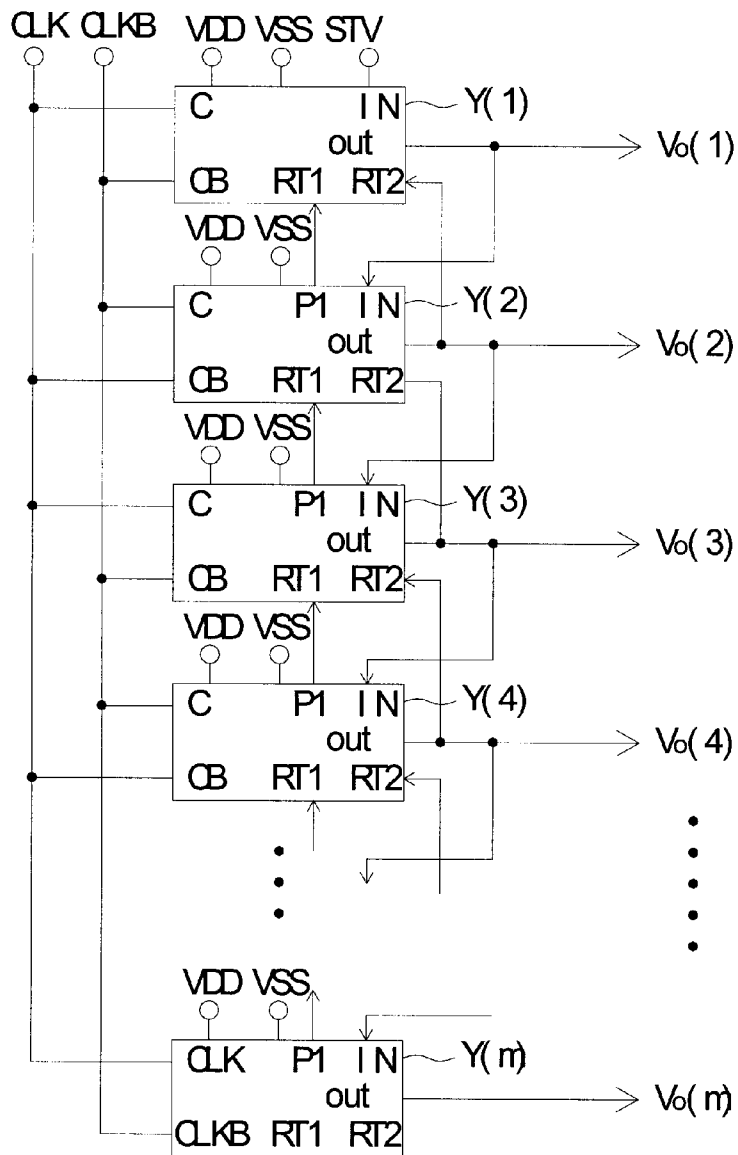 CLK CLKB VDD VSS STV
C IN Y(1)
out Vo(1)
CB RT1 RT2
VDD VSS
C P1 IN Y(2)
out Vo(2)
CB RT1 RT2
VDD VSS
C P1 IN Y(3)
out Vo(3)
CB RT1 RT2
VDD VSS
C P1 IN Y(4)
out Vo(4)
CB RT1 RT2
VDD VSS
CLK P1 IN Y(m)
out Vo(m)
CLKB RT1 RT2